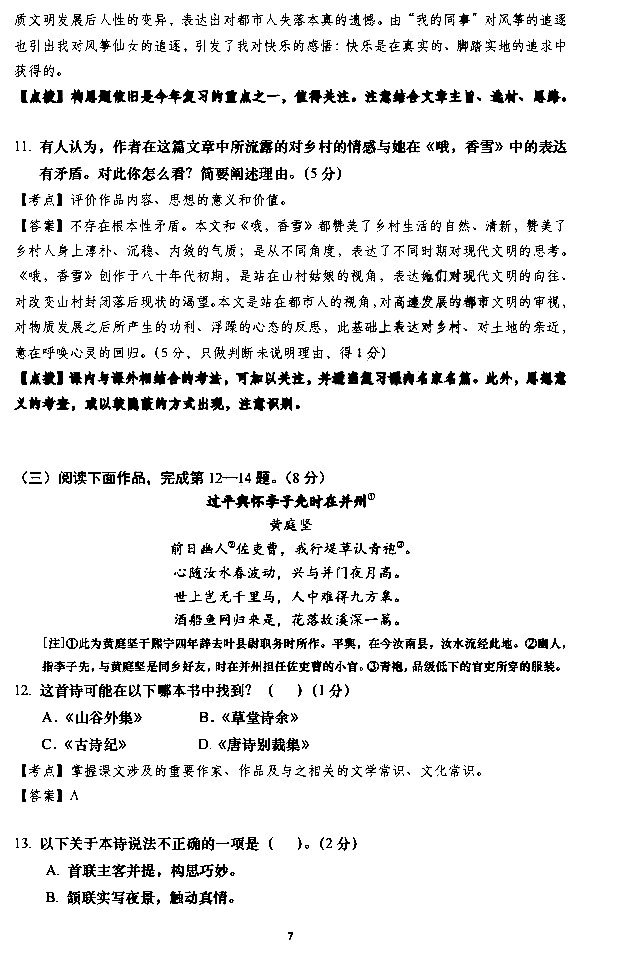 质文明发展后人性的变异，表达出对都市人失落本真的遗憾。由“我的同事”对风筝的追逐
也引出我对风筝仙女的追逐，引发了我对快乐的感悟：快乐是在真实的、脚踏实地的追求中
获得的。
【点拨】构思题依旧是今年复习的重点之一，值得关注。注意结合文章主旨、选材、思路。
11. 有人认为，作者在这篇文章中所流露的对乡村的情感与她在《哦，香雪》中的表达
有矛盾。对此你怎么看？简要阐述理由。（5 分）
【考点】评价作品内容、思想的意义和价值。
【答案】不存在根本性矛盾。本文和《哦，香雪》都赞美了乡村生活的自然、清新，赞美了
乡村人身上淳朴、沉稳、内敛的气质；是从不同角度，表达了不同时期对现代文明的思考。
《哦，香雪》创作于八十年代初期，是站在山村姑娘的视角，表达她们对现代文明的向往、
对改变山村封闭落后现状的渴望。本文是站在都市人的视角，对高速发展的都市文明的审视，
对物质发展之后所产生的功利、浮躁的心态的反思，此基础上表达对乡村、对土地的亲近，
意在呼唤心灵的回归。（5 分，只做判断未说明理由，得 1 分）
【点拨】课内与课外相结合的考法，可加以关注，并适当复习课内名家名篇。此外，思想意
义的考查，或以较隐蔽的方式出现，注意识别。
（三）阅读下面作品，完成第 12—14 题。（8 分）
过平舆怀李子先时在并州①
黄庭坚
前日幽人②佐吏曹，我行堤草认青袍③。
心随汝水春波动，兴与并门夜月高。
世上岂无千里马，人中难得九方皋。
酒船鱼网归来是，花落故溪深一篙。
[注]①此为黄庭坚于熙宁四年辞去叶县尉职务时所作。平舆，在今汝南县，汝水流经此地。②幽人，
指李子先，与黄庭坚是同乡好友，时在并州担任佐吏曹的小官。③青袍，品级低下的官吏所穿的服装。
12. 这首诗可能在以下哪本书中找到？（ ）（1 分）
A.《山谷外集》 B.《草堂诗余》
C.《古诗纪》 D.《唐诗别裁集》
【考点】掌握课文涉及的重要作家、作品及与之相关的文学常识、文化常识。
【答案】A
13. 以下关于本诗说法不正确的一项是（ ）。（2 分）
A. 首联主客并提，构思巧妙。
B. 颔联实写夜景，触动真情。
7